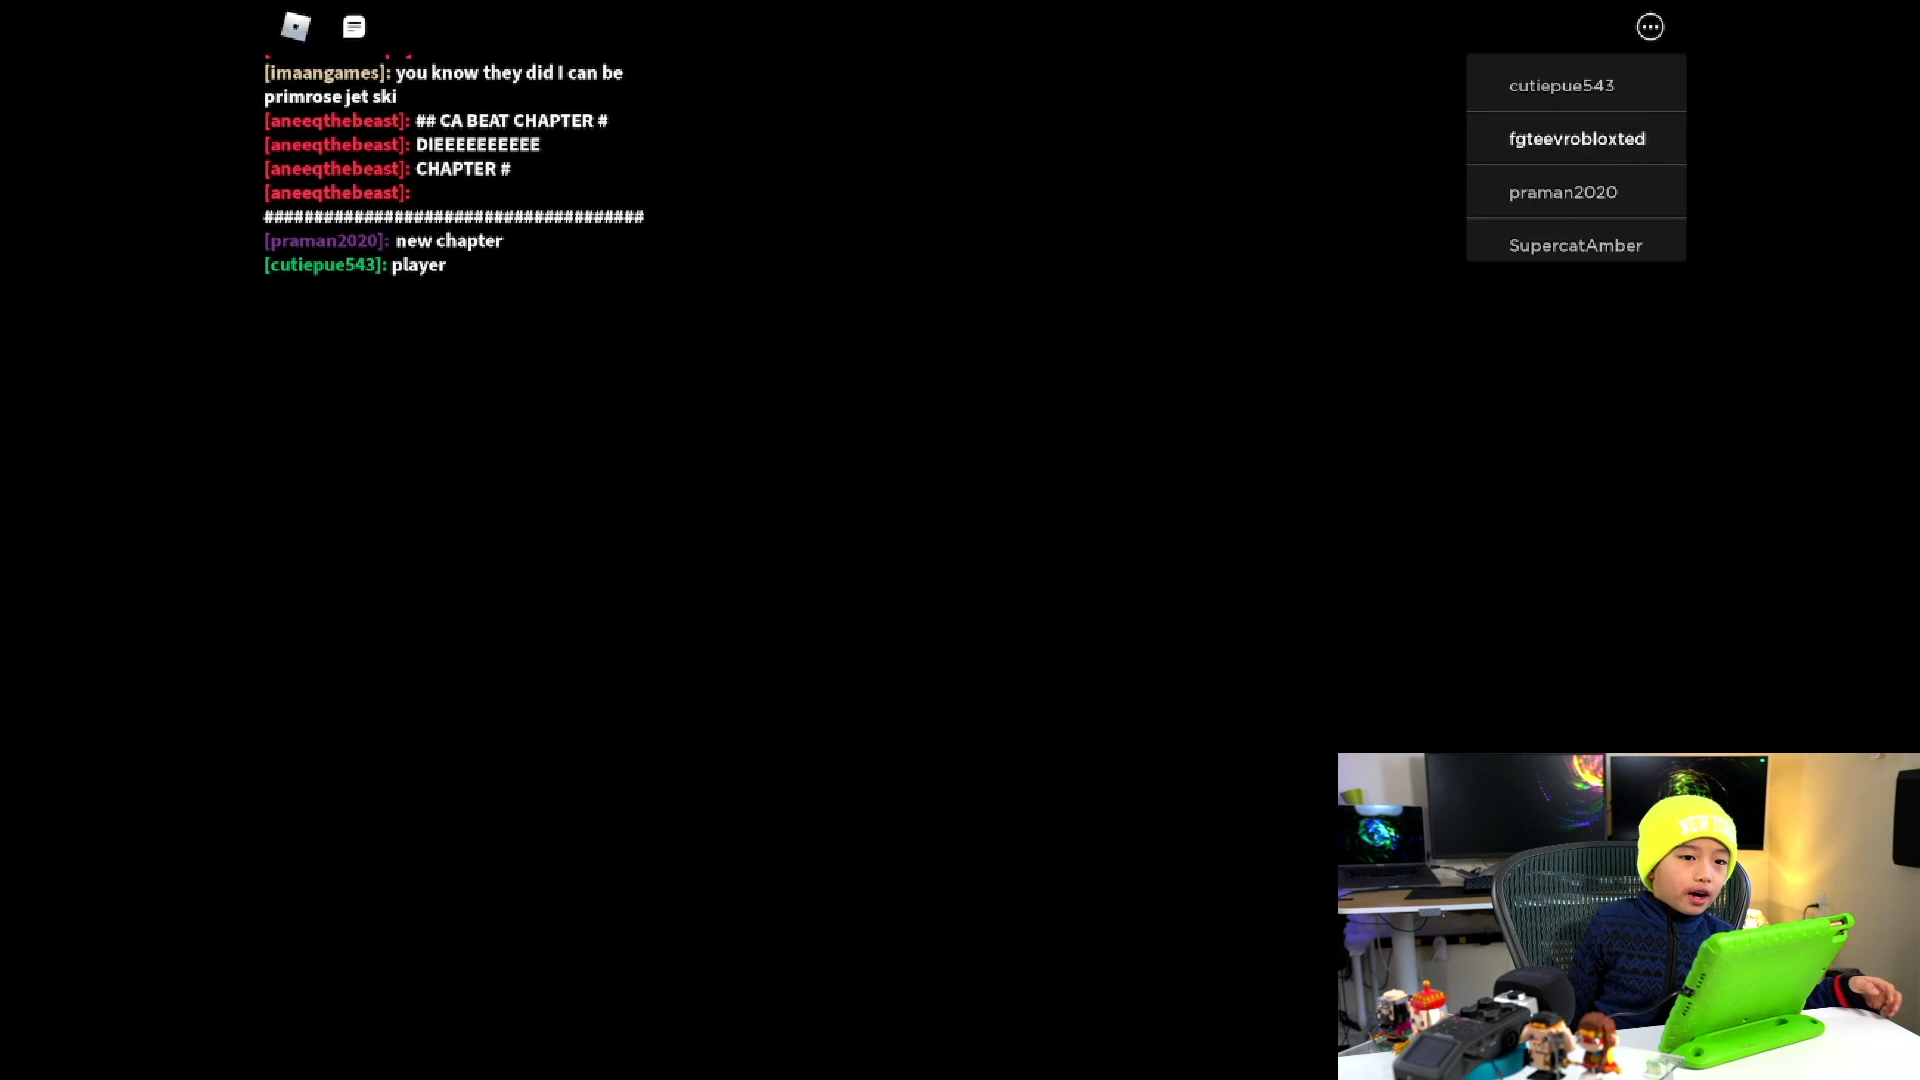 [imaangames]: you know they did I can be
primrose jet ski
[aneeqthebeast]: ## CA BEAT CHAPTER #
[aneeqthebeast]: DIEEEEEEEEEE
[aneeqthebeast]: CHAPTER #
[aneeqthebeast]:
######################################
[praman2020]: new chapter
[cutiepue543]: player
cutiepue543
fgteevrobloxted
praman2020
SupercatAmber